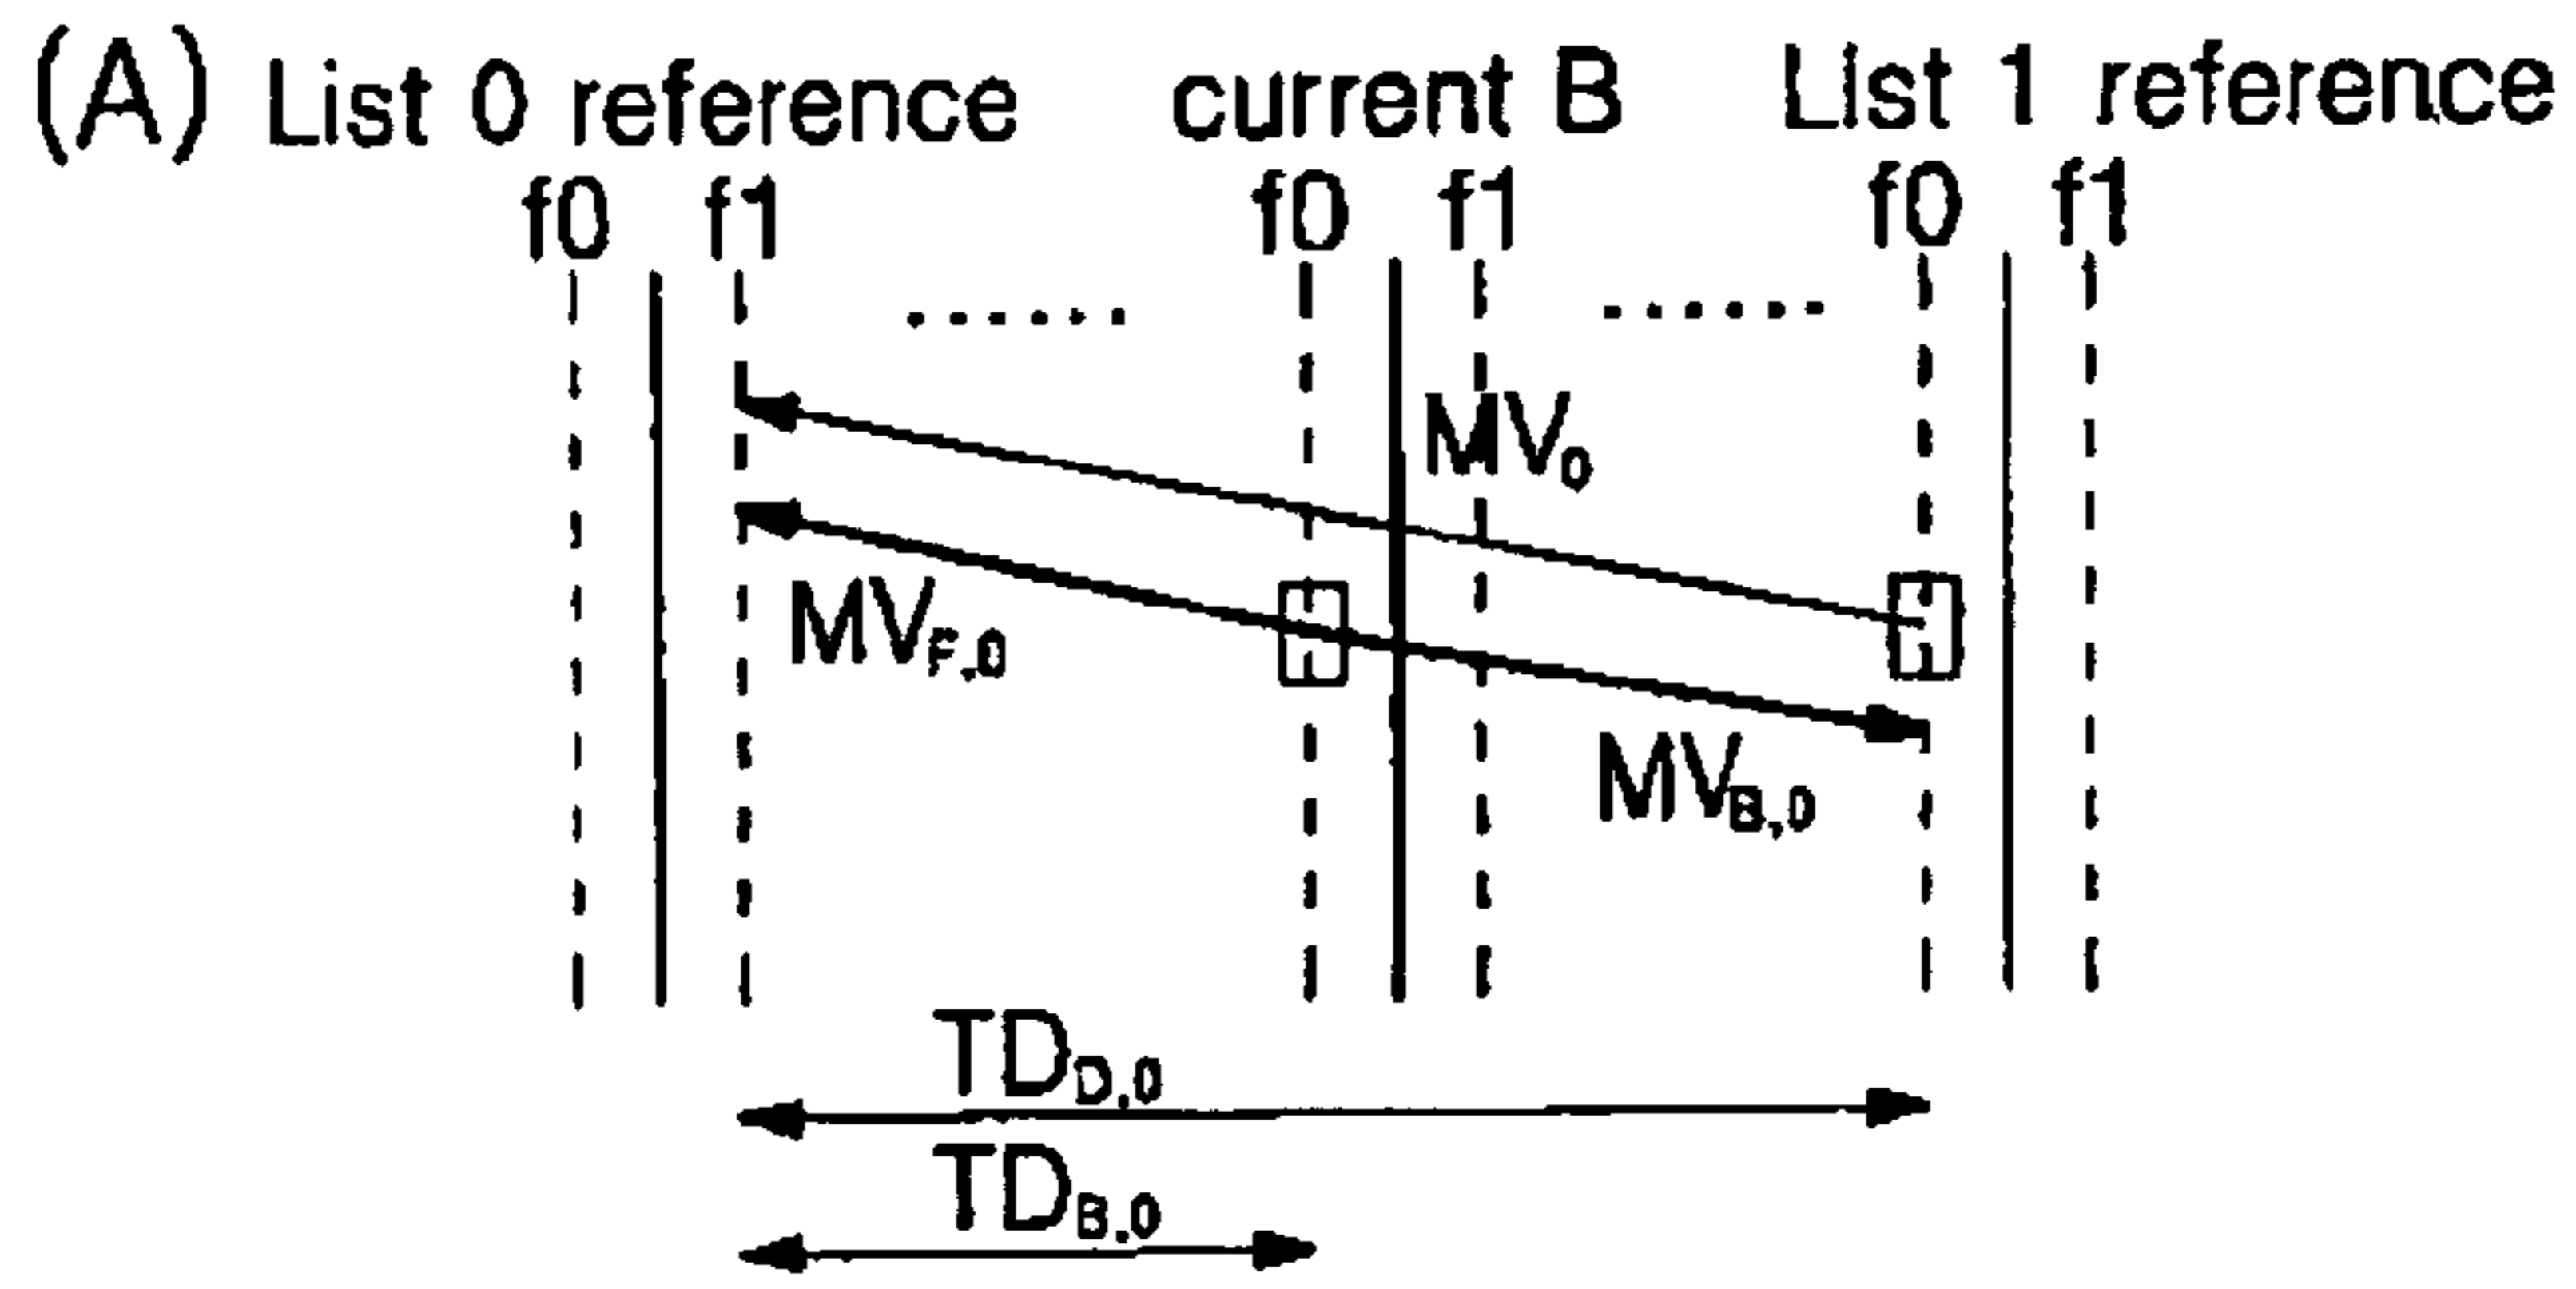 (A) List 0 reference current B List 1 reference
f0 f1 f0 f1 f0 f1
MV0
MVF,0
MVB,0
TDD,0
TDB,0